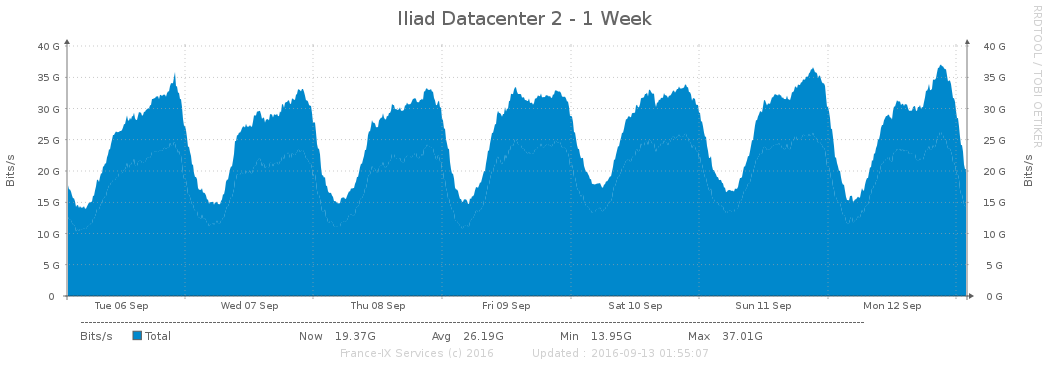 Iliad Datacenter 2 - 1 Week
RRDTOOL / TOBI OETIKER
Bits/s
40 G 40 G
35 G 35 G
30 G 30 G
25 G 25 G
20 G 20 G
15 G 15 G
10 G 10 G
5 G 5 G
0 0 G
Bits/s
Tue 06 Sep Wed 07 Sep Thu 08 Sep Fri 09 Sep Sat 10 Sep Sun 11 Sep Mon 12 Sep
Bits/s Total Now 19.37G Avg 26.19G Min 13.95G Max 37.01G
France-IX Services (c) 2016 Updated : 2016-09-13 01:55:07